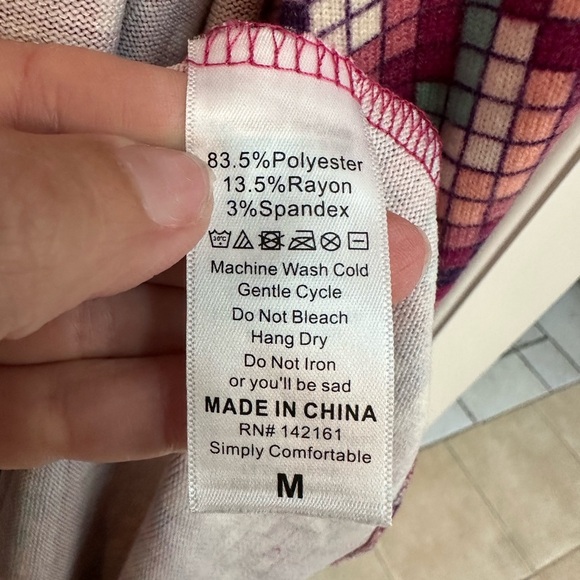 83.5%Polyester
13.5%Rayon
3%Spandex
30°C
Machine Wash Cold
Gentle Cycle
Do Not Bleach
Hang Dry
Do Not Iron
or you'll be sad
MADE IN CHINA
RN# 142161
Simply Comfortable
M